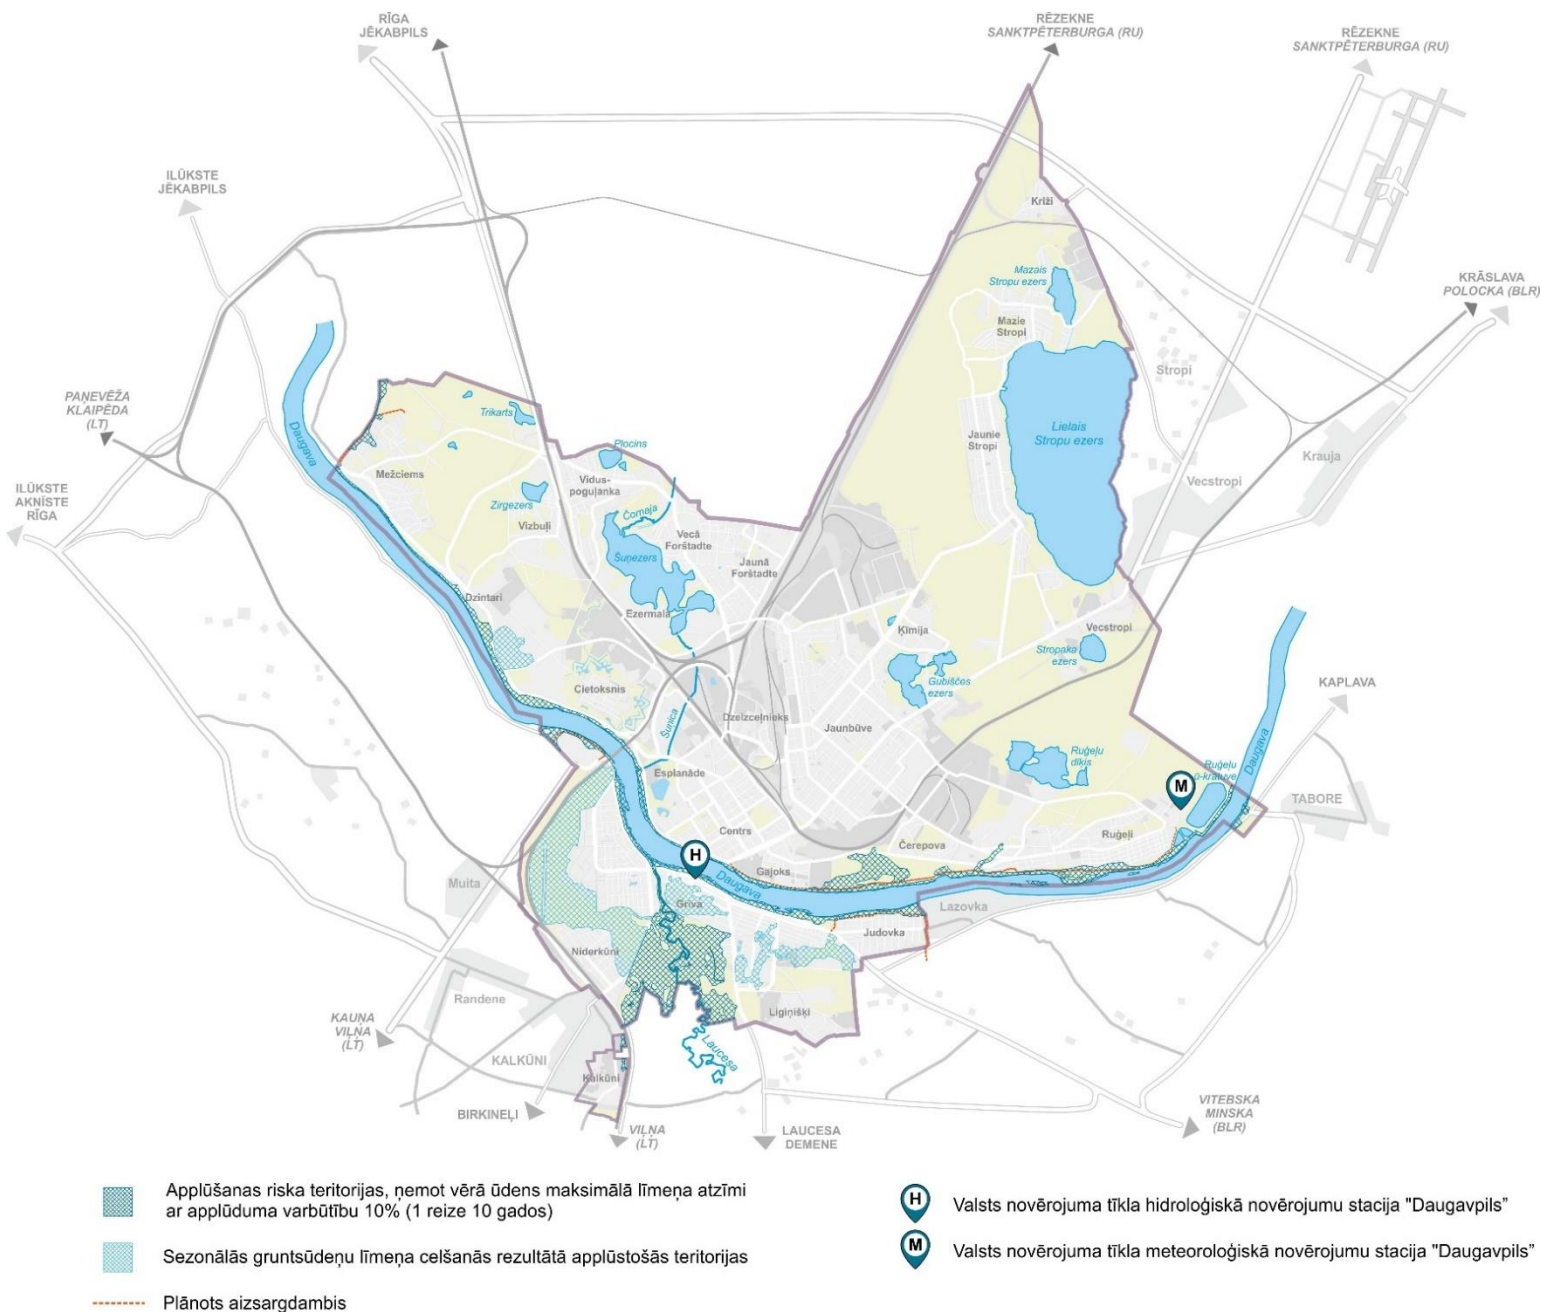 RĪGA
JĒKABPILS
RĒZEKNE
SANKTPĒTERBURGA (RU)
RĒZEKNE
SANKTPĒTERBURGA (RU)
ILŪKSTE
JĒKABPILS
Križi
Mazais
Stropu ezers
KRĀSLAVA
POLOCKA (BLR)
Mazie
Stropi
Stropi
PAŅEVĒŽA
KLAIPĒDA
(LT)
Trikarts
Daugava
Plocins
Jaunie
Stropi
Lielais
Stropu ezers
Krauja
Mežciems
Vidus-
poguļanka
Vecstropi
ILŪKSTE
AKNĪSTE
RĪGA
Zirgezers
Vizbuļi
Čornaja
Vecā
Forštadte
Šuņezers
Jaunā
Forštadte
Dzintari
Ezermala
Ķīmija
Vecstropi
Stropaka
ezers
Gubiščes
ezers
KAPLAVA
Cietoksnis
Dzelzceļnieks
Jaunbūve
Šuņica
Daugava
Ruģeļu
dīķis
Ruģeļu
ū-krātuve
Esplanāde
M
TABORE
Centrs
Čerepova
Ruģeļi
H
Gajoks
Muita
Daugava
Grīva
Lazovka
Judovka
Niderkūni
Randene
Liginišķi
KAUŅA
VIĻŅA
(LT)
KALKŪNI
Laucesa
Kalkūni
BIRKINEĻI
VIĻŅA
(LT)
LAUCESA
DEMENE
VITEBSKA
MINSKA
(BLR)
Applūšanas riska teritorijas, ņemot vērā ūdens maksimālā līmeņa atzīmi
ar applūduma varbūtību 10% (1 reize 10 gados)
Sezonālās gruntsūdeņu līmeņa celšanās rezultātā applūstošās teritorijas
Plānots aizsargdambis
H
Valsts novērojuma tīkla hidroloģiskā novērojumu stacija "Daugavpils"
M
Valsts novērojuma tīkla meteoroloģiskā novērojumu stacija "Daugavpils"